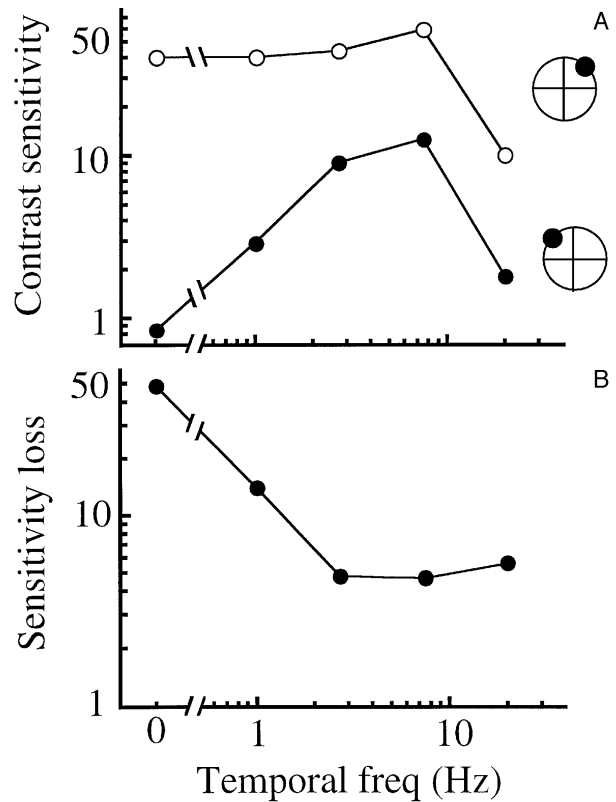 A
50
10
1
Contrast sensitivity
B
50
10
1
Sensitivity loss
0 1 10
Temporal freq (Hz)